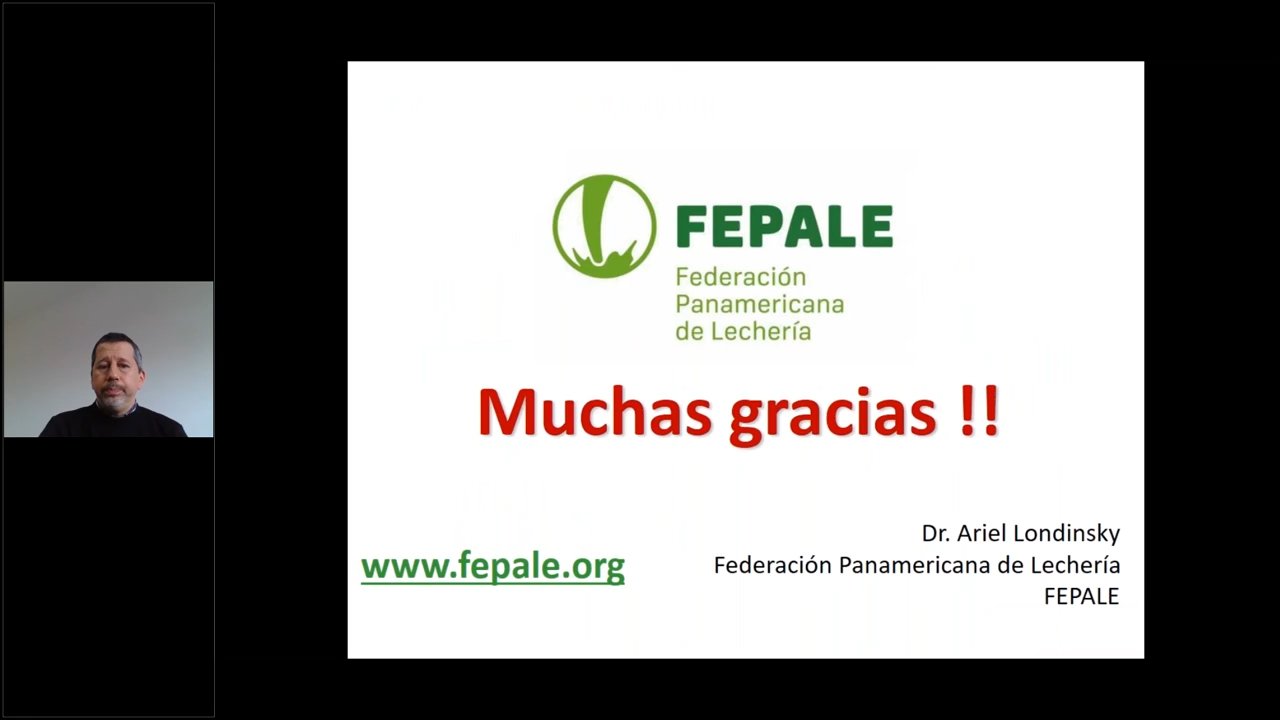 FEPALE
Federación
Panamericana
de Lechería
Muchas gracias !!
www.fepale.org
Dr. Ariel Londinsky
Federación Panamericana de Lechería
FEPALE